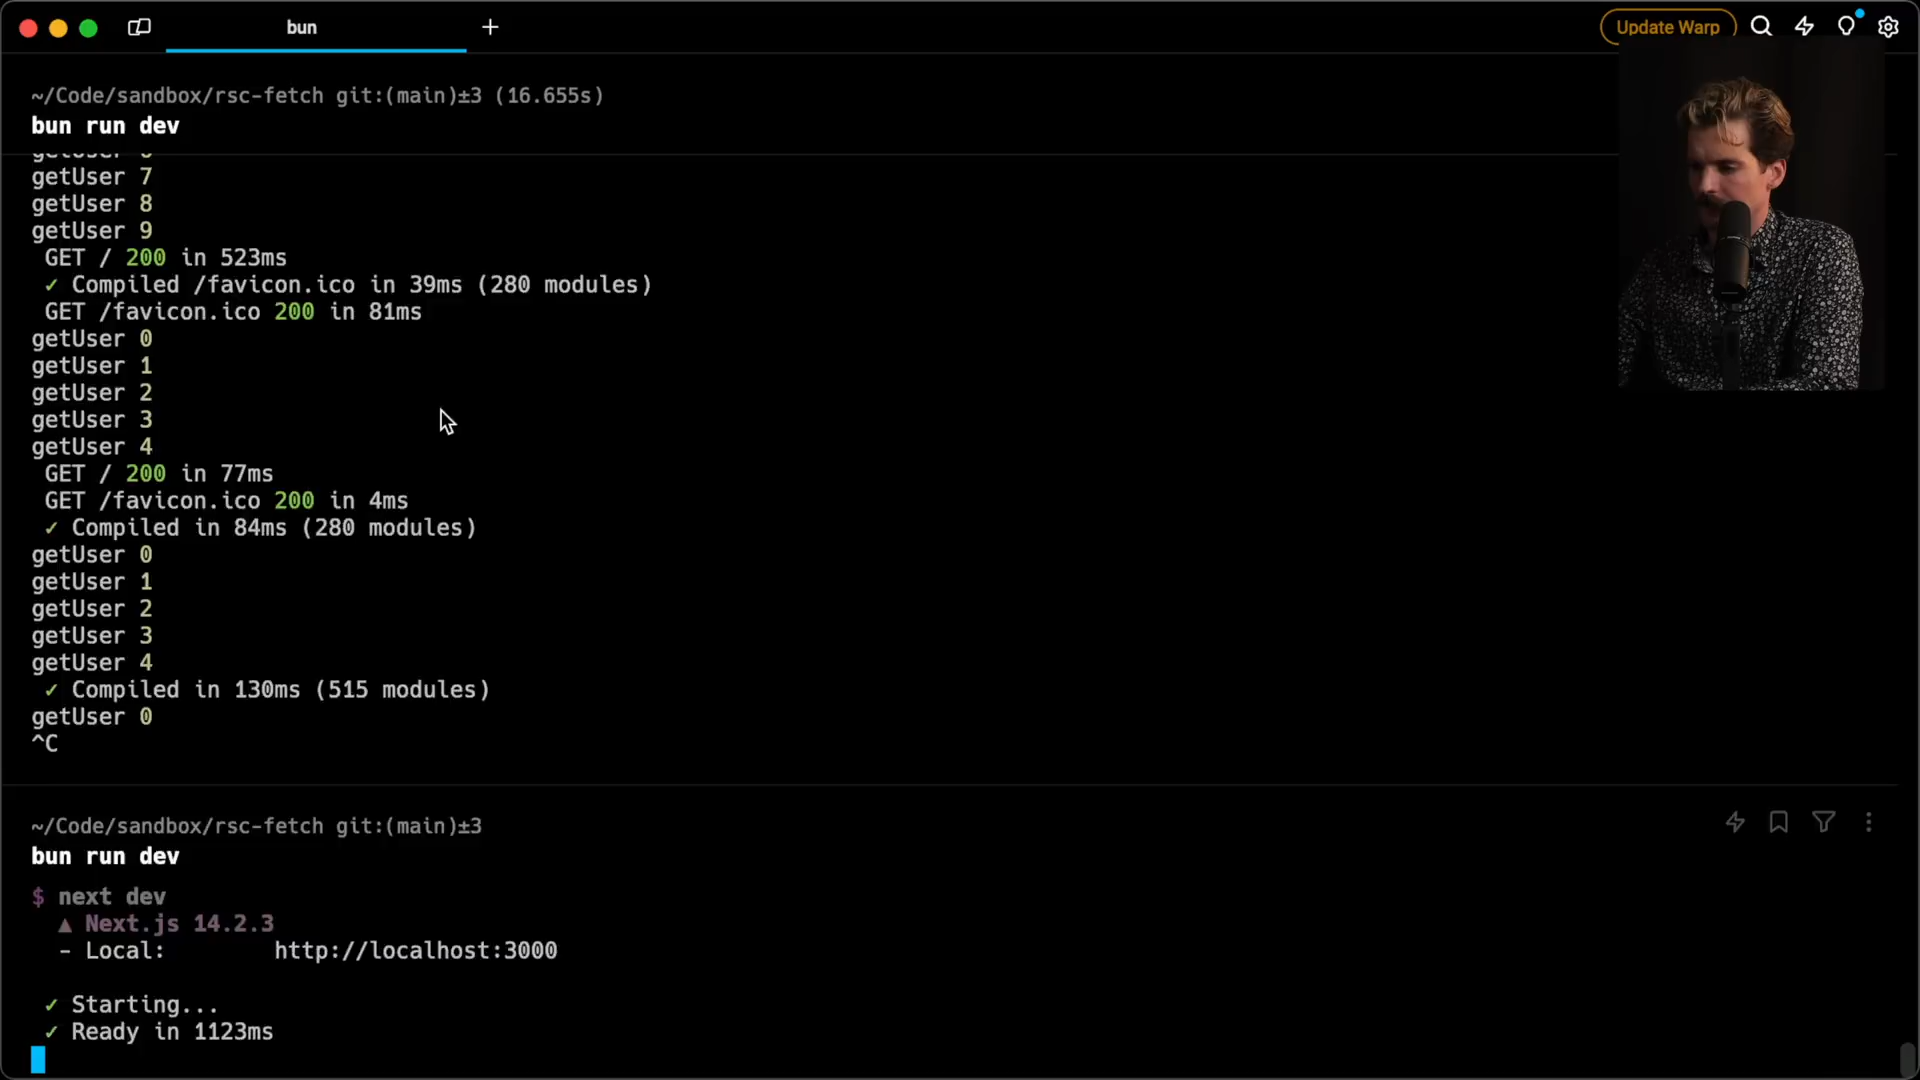 bun
Update Warp
~/Code/sandbox/rsc-fetch git:(main)±3 (16.655s)
bun run dev
getUser 7
getUser 8
getUser 9
GET / 200 in 523ms
✓ Compiled /favicon.ico in 39ms (280 modules)
GET /favicon.ico 200 in 81ms
getUser 0
getUser 1
getUser 2
getUser 3
getUser 4
GET / 200 in 77ms
GET /favicon.ico 200 in 4ms
✓ Compiled in 84ms (280 modules)
getUser 0
getUser 1
getUser 2
getUser 3
getUser 4
✓ Compiled in 130ms (515 modules)
getUser 0
^C
~/Code/sandbox/rsc-fetch git:(main)±3
bun run dev
$ next dev
▲ Next.js 14.2.3
- Local: http://localhost:3000
✓ Starting...
✓ Ready in 1123ms